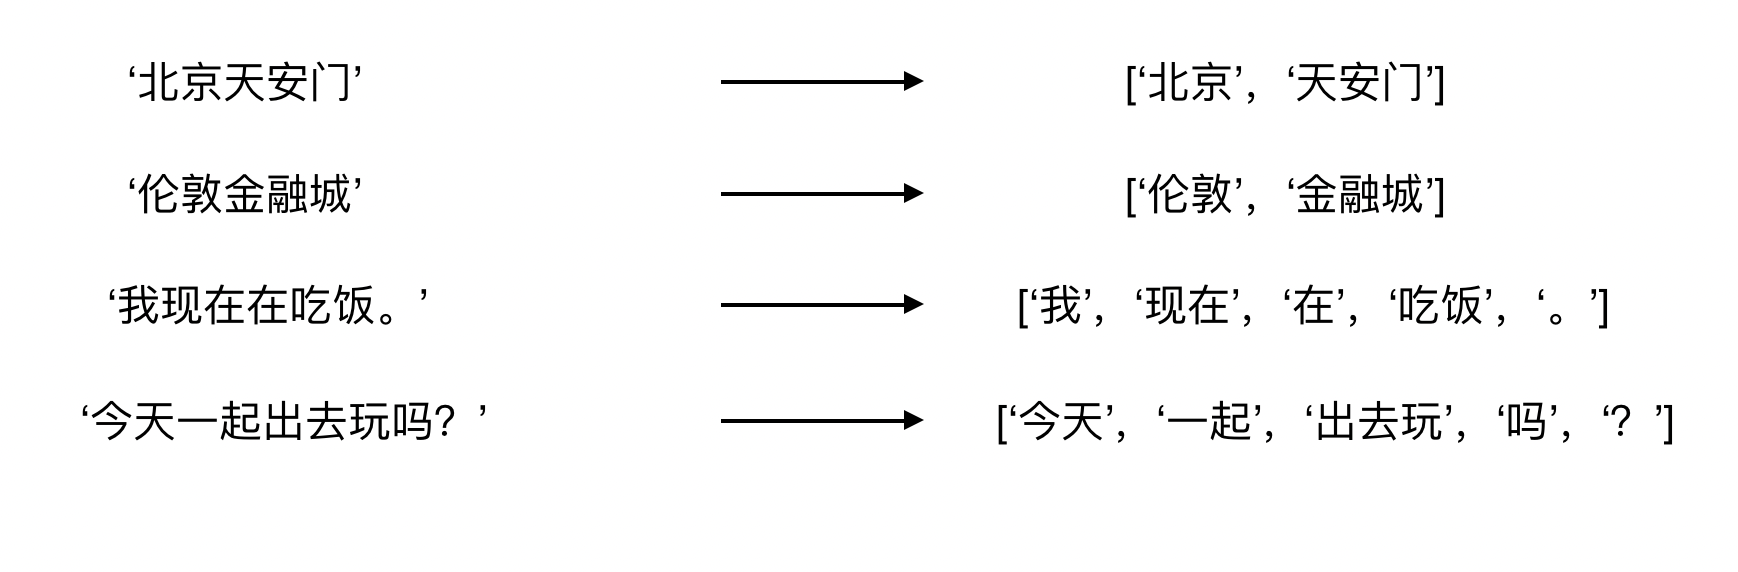 ‘北京天安门’ [‘北京’, ‘天安门’]
‘伦敦金融城’ [‘伦敦’, ‘金融城’]
‘我现在在吃饭。’ [‘我’, ‘现在’, ‘在’, ‘吃饭’, ‘。’]
‘今天一起出去玩吗？’ [‘今天’, ‘一起’, ‘出去玩’, ‘吗’, ‘？’]